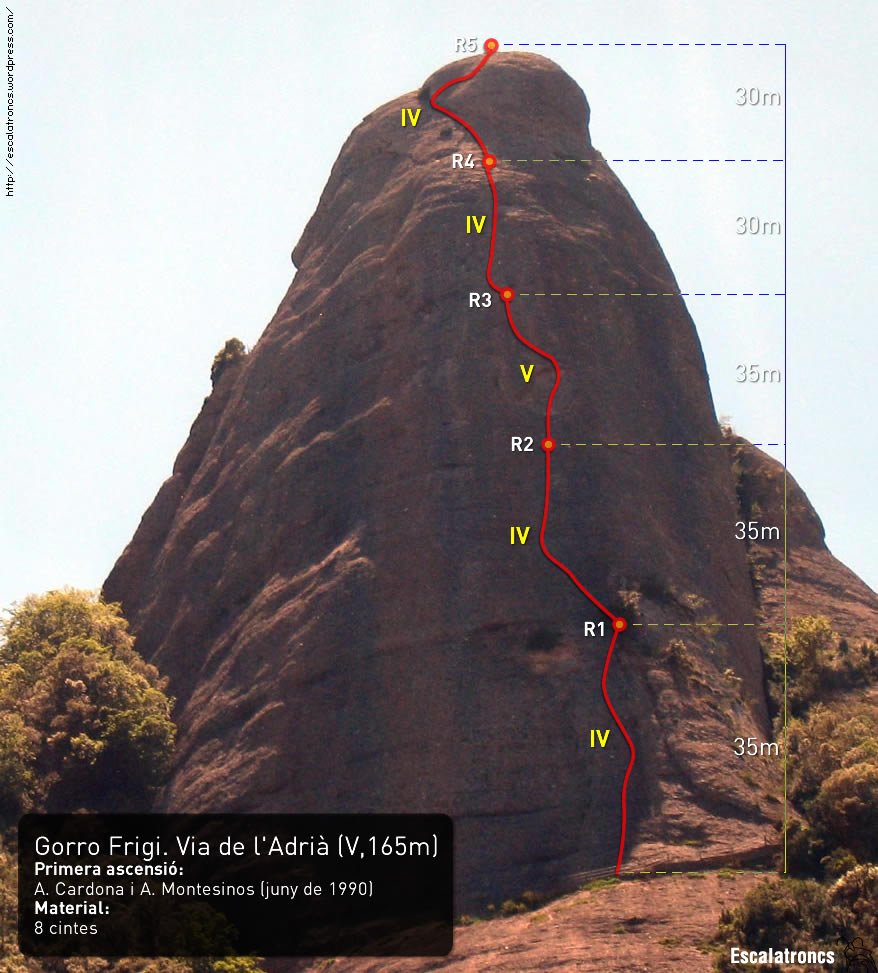 http://escalatroncs.wordpress.com/
R5
30m
IV
R4
IV
30m
R3
V
35m
R2
IV
35m
R1
IV
35m
Gorro Frigi. Via de l'Adrià (V,165m)
Primera ascensió:
A. Cardona i A. Montesinos (juny de 1990)
Material:
8 cintes
Escalatroncs